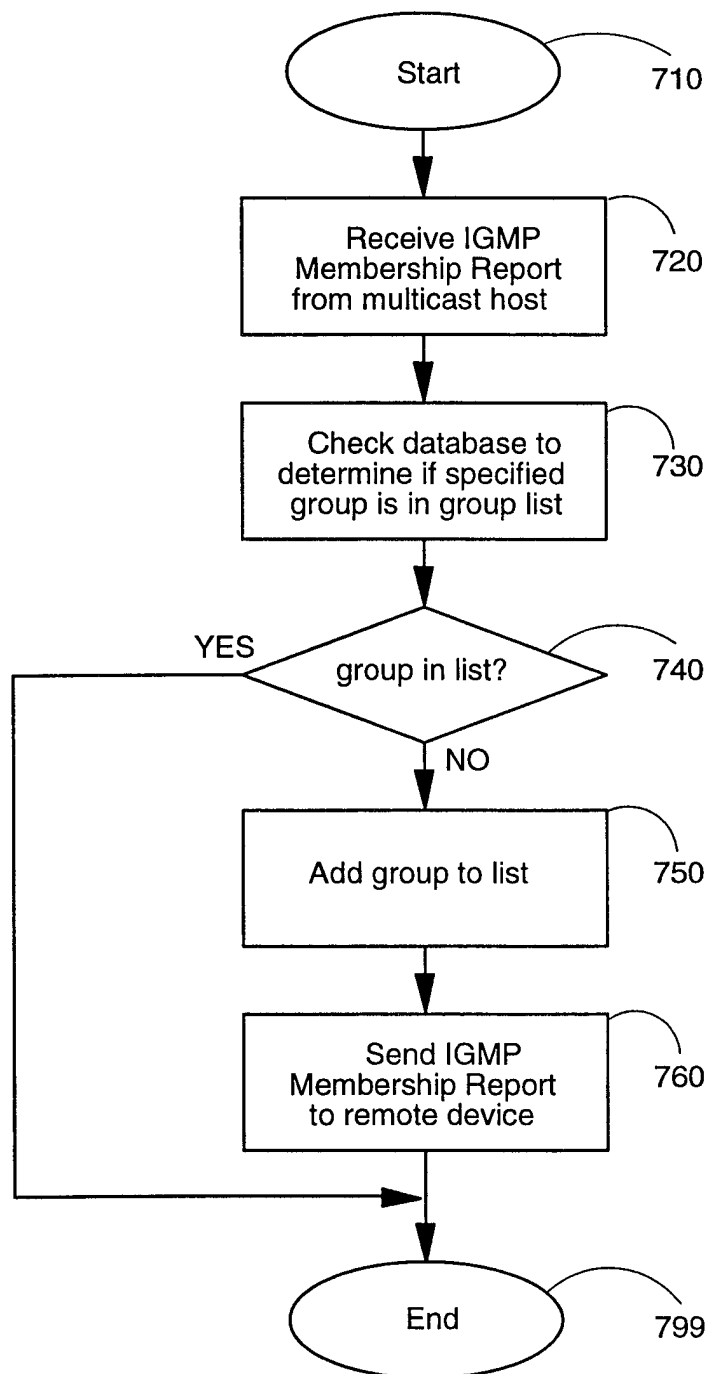 Start
710
Receive IGMP
Membership Report
from multicast host
720
Check database to
determine if specified
group is in group list
730
YES
group in list?
740
NO
Add group to list
750
Send IGMP
Membership Report
to remote device
760
End
799